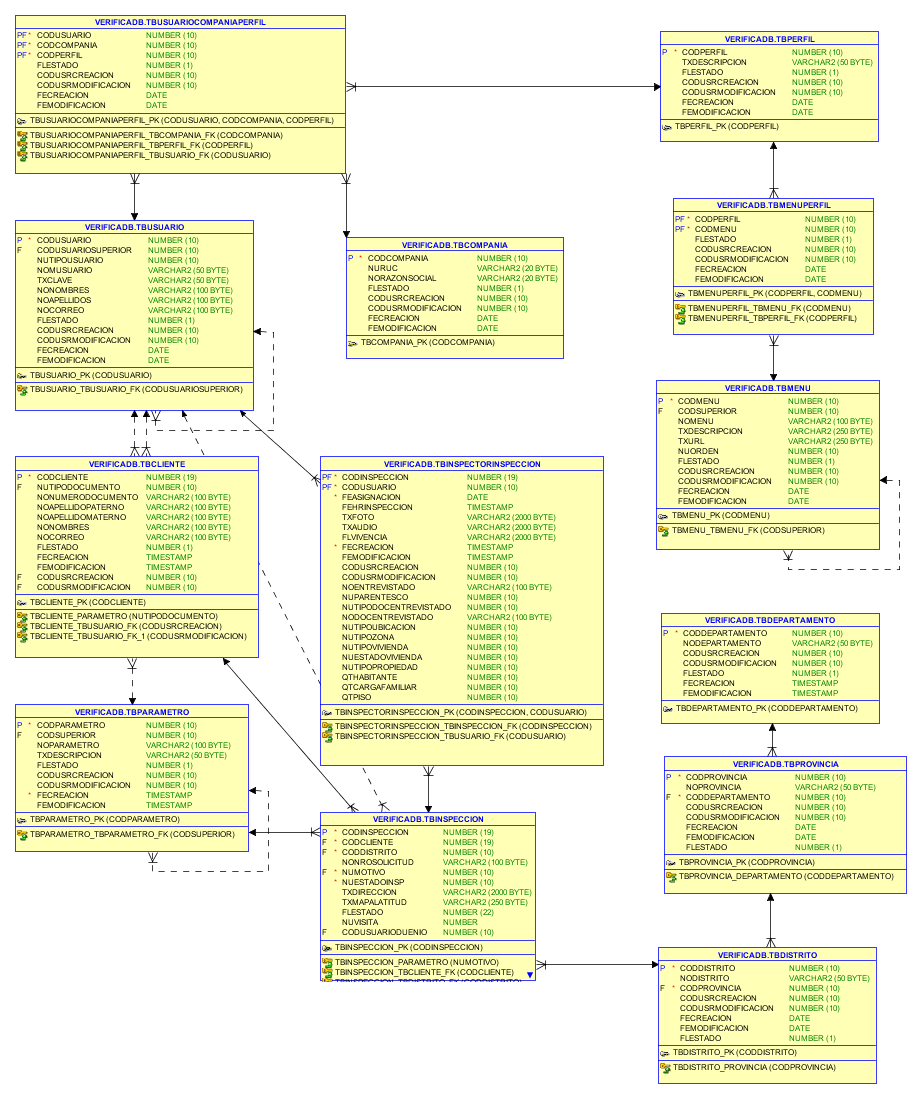 VERIFICADB.TBUSUARIOCOMPANIAPERFIL
PF* CODUSUARIO NUMBER (10)
PF* CODCOMPANIA NUMBER (10)
PF* CODPERFIL NUMBER (10)
FLESTADO NUMBER (1)
CODUSRCREACION NUMBER (10)
CODUSRMODIFICACION NUMBER (10)
FECREACION DATE
FEMODIFICACION DATE
TBUSUARIOCOMPANIAPERFIL_PK (CODUSUARIO, CODCOMPANIA, CODPERFIL)
TBUSUARIOCOMPANIAPERFIL_TBCOMPANIA_FK (CODCOMPANIA)
TBUSUARIOCOMPANIAPERFIL_TBPERFIL_FK (CODPERFIL)
TBUSUARIOCOMPANIAPERFIL_TBUSUARIO_FK (CODUSUARIO)
VERIFICADB.TBPERFIL
P * CODPERFIL NUMBER (10)
TXDESCRIPCION VARCHAR2 (50 BYTE)
FLESTADO NUMBER (1)
CODUSRCREACION NUMBER (10)
CODUSRMODIFICACION NUMBER (10)
FECREACION DATE
FEMODIFICACION DATE
TBPERFIL_PK (CODPERFIL)
VERIFICADB.TBMENUPERFIL
PF * CODPERFIL NUMBER (10)
PF * CODMENU NUMBER (10)
FLESTADO NUMBER (1)
CODUSRCREACION NUMBER (10)
CODUSRMODIFICACION NUMBER (10)
FECREACION DATE
FEMODIFICACION DATE
TBMENUPERFIL_PK (CODPERFIL, CODMENU)
TBMENUPERFIL_TBMENU_FK (CODMENU)
TBMENUPERFIL_TBPERFIL_FK (CODPERFIL)
VERIFICADB.TBUSUARIO
P * CODUSUARIO NUMBER (10)
F CODUSUARIOSUPERIOR NUMBER (10)
NUTIPOUSUARIO NUMBER (10)
NOMUSUARIO VARCHAR2 (50 BYTE)
TXCLAVE VARCHAR2 (50 BYTE)
NONOMBRES VARCHAR2 (100 BYTE)
NOAPELLIDOS VARCHAR2 (100 BYTE)
NOCORREO VARCHAR2 (100 BYTE)
FLESTADO NUMBER (1)
CODUSRCREACION NUMBER (10)
CODUSRMODIFICACION NUMBER (10)
FECREACION DATE
FEMODIFICACION DATE
TBUSUARIO_PK (CODUSUARIO)
TBUSUARIO_TBUSUARIO_FK (CODUSUARIOSUPERIOR)
VERIFICADB.TBCOMPANIA
P * CODCOMPANIA NUMBER (10)
NURUC VARCHAR2 (20 BYTE)
NORAZONSOCIAL VARCHAR2 (20 BYTE)
FLESTADO NUMBER (1)
CODUSRCREACION NUMBER (10)
CODUSRMODIFICACION NUMBER (10)
FECREACION DATE
FEMODIFICACION DATE
TBCOMPANIA_PK (CODCOMPANIA)
VERIFICADB.TBMENU
P * CODMENU NUMBER (10)
F CODSUPERIOR NUMBER (10)
NOMENU VARCHAR2 (100 BYTE)
TXDESCRIPCION VARCHAR2 (250 BYTE)
TXURL VARCHAR2 (250 BYTE)
NUORDEN NUMBER (10)
FLESTADO NUMBER (1)
CODUSRCREACION NUMBER (10)
CODUSRMODIFICACION NUMBER (10)
FECREACION DATE
FEMODIFICACION DATE
TBMENU_PK (CODMENU)
TBMENU_TBMENU_FK (CODSUPERIOR)
VERIFICADB.TBCLIENTE
P * CODCLIENTE NUMBER (19)
F NUTIPODOCUMENTO NUMBER (10)
NONUMERODOCUMENTO VARCHAR2 (100 BYTE)
NOAPELLIDOPATERNO VARCHAR2 (100 BYTE)
NOAPELLIDOMATERNO VARCHAR2 (100 BYTE)
NONOMBRES VARCHAR2 (100 BYTE)
NOCORREO VARCHAR2 (100 BYTE)
FLESTADO NUMBER (1)
FECREACION TIMESTAMP
FEMODIFICACION TIMESTAMP
F CODUSRCREACION NUMBER (10)
F CODUSRMODIFICACION NUMBER (10)
TBCLIENTE_PK (CODCLIENTE)
TBCLIENTE_PARAMETRO (NUTIPODOCUMENTO)
TBCLIENTE_TBUSUARIO_FK (CODUSRCREACION)
TBCLIENTE_TBUSUARIO_FK_1 (CODUSRMODIFICACION)
VERIFICADB.TBINSPECTORINSPECCION
PF * CODINSPECCION NUMBER (19)
PF * CODUSUARIO NUMBER (10)
* FEASIGNACION DATE
FEHRINSPECCION TIMESTAMP
TXFOTO VARCHAR2 (2000 BYTE)
TXAUDIO VARCHAR2 (2000 BYTE)
FLVIVENCIA VARCHAR2 (2000 BYTE)
* FECREACION TIMESTAMP
FEMODIFICACION TIMESTAMP
CODUSRCREACION NUMBER (10)
CODUSRMODIFICACION NUMBER (10)
NOENTREVISTADO VARCHAR2 (100 BYTE)
NUPARENTESCO NUMBER (10)
NUTIPODOCENTREVISTADO NUMBER (10)
NODOCENTREVISTADO VARCHAR2 (100 BYTE)
NUTIPOUBICACION NUMBER (10)
NUTIPOZONA NUMBER (10)
NUTIPOVIVIENDA NUMBER (10)
NUESTADOVIVIENDA NUMBER (10)
NUTIPOPROPIEDAD NUMBER (10)
QTHABITANTE NUMBER (10)
QTCARGAFAMILIAR NUMBER (10)
QTPISO NUMBER (10)
TBINSPECTORINSPECCION_PK (CODINSPECCION, CODUSUARIO)
TBINSPECTORINSPECCION_TBINSPECCION_FK (CODINSPECCION)
TBINSPECTORINSPECCION_TBUSUARIO_FK (CODUSUARIO)
VERIFICADB.TBDEPARTAMENTO
P * CODDEPARTAMENTO NUMBER (10)
NODEPARTAMENTO VARCHAR2 (50 BYTE)
CODUSRCREACION NUMBER (10)
CODUSRMODIFICACION NUMBER (10)
FLESTADO NUMBER (1)
FECREACION TIMESTAMP
FEMODIFICACION TIMESTAMP
TBDEPARTAMENTO_PK (CODDEPARTAMENTO)
VERIFICADB.TBPARAMETRO
P * CODPARAMETRO NUMBER (10)
F CODSUPERIOR NUMBER (10)
NOPARAMETRO VARCHAR2 (100 BYTE)
TXDESCRIPCION VARCHAR2 (50 BYTE)
FLESTADO NUMBER (1)
CODUSRCREACION NUMBER (10)
CODUSRMODIFICACION NUMBER (10)
* FECREACION TIMESTAMP
FEMODIFICACION TIMESTAMP
TBPARAMETRO_PK (CODPARAMETRO)
TBPARAMETRO_TBPARAMETRO_FK (CODSUPERIOR)
VERIFICADB.TBPROVINCIA
P * CODPROVINCIA NUMBER (10)
NOPROVINCIA VARCHAR2 (50 BYTE)
F * CODDEPARTAMENTO NUMBER (10)
CODUSRCREACION NUMBER (10)
CODUSRMODIFICACION NUMBER (10)
FECREACION DATE
FEMODIFICACION DATE
FLESTADO NUMBER (1)
TBPROVINCIA_PK (CODPROVINCIA)
TBPROVINCIA_DEPARTAMENTO (CODDEPARTAMENTO)
VERIFICADB.TBINSPECCION
P * CODINSPECCION NUMBER (19)
F * CODCLIENTE NUMBER (19)
F * CODDISTRITO NUMBER (10)
NONROSOLICITUD VARCHAR2 (100 BYTE)
F * NUMOTIVO NUMBER (10)
* NUESTADOINSP NUMBER (10)
TXDIRECCION VARCHAR2 (2000 BYTE)
TXMAPALATITUD VARCHAR2 (250 BYTE)
FLESTADO NUMBER (22)
NUVISITA NUMBER
F CODUSUARIODUENIO NUMBER (10)
TBINSPECCION_PK (CODINSPECCION)
TBINSPECCION_PARAMETRO (NUMOTIVO)
TBINSPECCION_TBCLIENTE_FK (CODCLIENTE)
TBINSPECCION_TBDISTRITO_FK (CODDISTRITO)
VERIFICADB.TBDISTRITO
P * CODDISTRITO NUMBER (10)
NODISTRITO VARCHAR2 (50 BYTE)
F * CODPROVINCIA NUMBER (10)
CODUSRCREACION NUMBER (10)
CODUSRMODIFICACION NUMBER (10)
FECREACION DATE
FEMODIFICACION DATE
FLESTADO NUMBER (1)
TBDISTRITO_PK (CODDISTRITO)
TBDISTRITO_PROVINCIA (CODPROVINCIA)